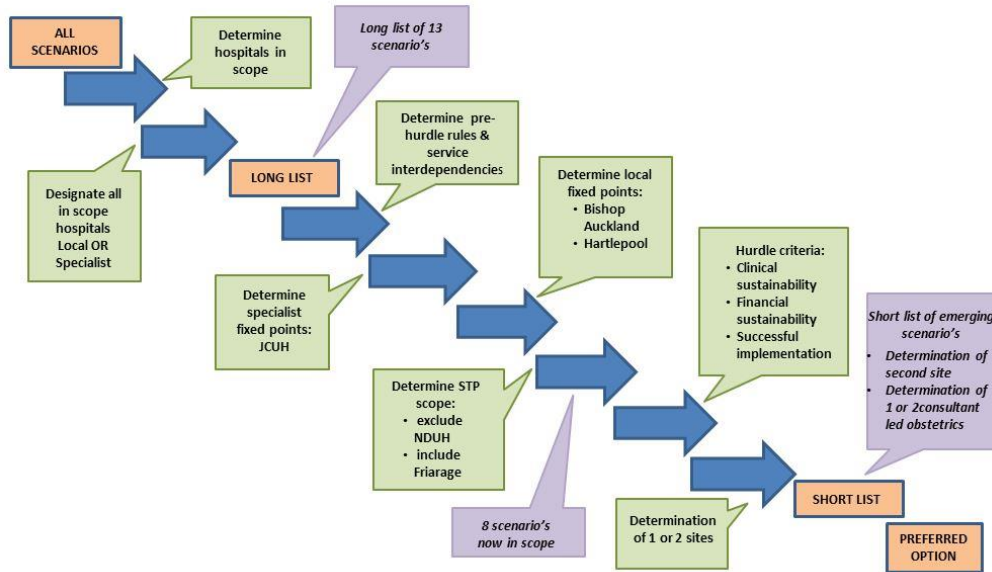 ALL
SCENARIOS
Determine
hospitals in
scope
Long list of 13
scenario's
Designate all
in scope
hospitals
Local OR
Specialist
LONG LIST
Determine pre-
hurdle rules &
service
interdependencies
Determine
specialist
fixed points:
JCUH
Determine local
fixed points:
• Bishop
Auckland
• Hartlepool
Determine STP
scope:
• exclude
NDUH
• include
Friarage
8 scenario's
now in scope
Hurdle criteria:
• Clinical
sustainability
• Financial
sustainability
• Successful
implementation
Determination
of 1 or 2 sites
Short list of emerging
scenario's
• Determination of
second site
• Determination of
1 or 2consultant
led obstetrics
SHORT LIST
PREFERRED
OPTION